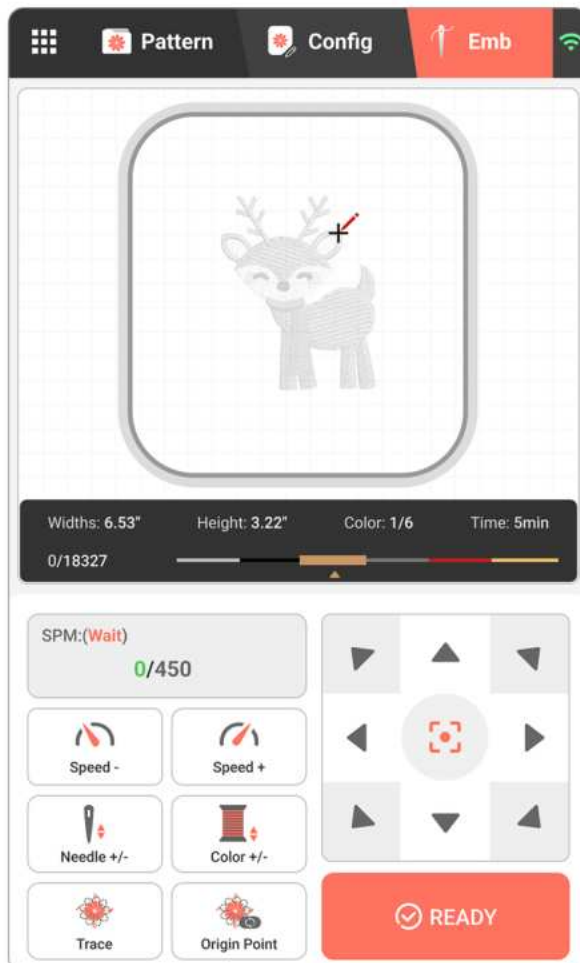 Pattern
Config
Emb
Widths: 6.53" Height: 3.22" Color: 1/6 Time: 5min
0/18327
SPM:(Wait)
0/450
Speed -
Speed +
Needle +/-
Color +/-
Trace
Origin Point
READY